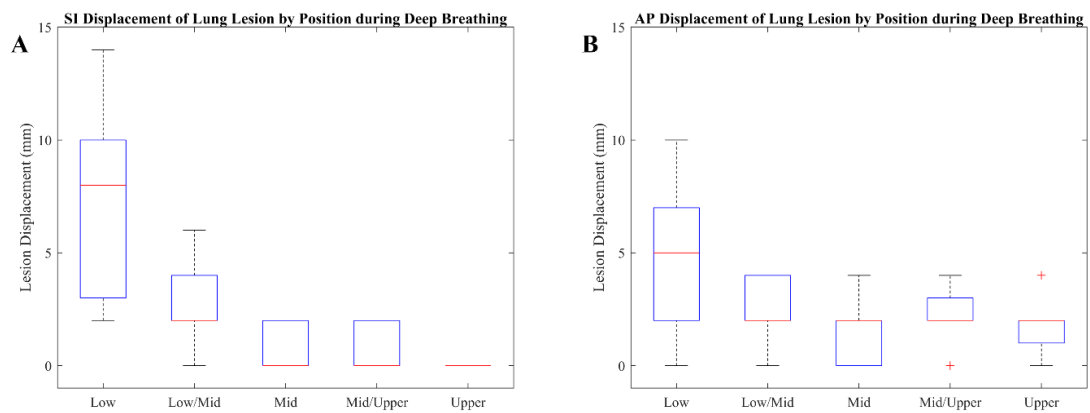 A
SI Displacement of Lung Lesion by Position during Deep Breathing
Lesion Displacement (mm)
15
10
5
0
Low
Low/Mid
Mid
Mid/Upper
Upper
B
AP Displacement of Lung Lesion by Position during Deep Breathing
Lesion Displacement (mm)
15
10
5
0
Low
Low/Mid
Mid
Mid/Upper
Upper